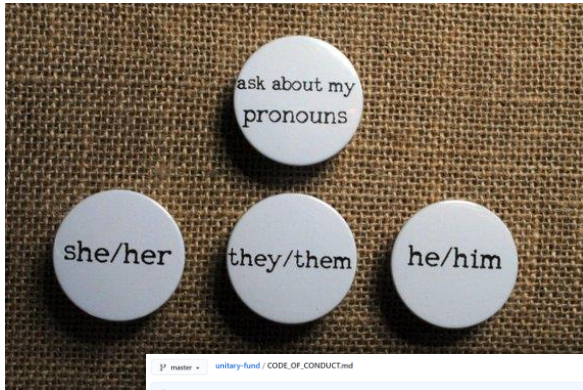 ask about my
pronouns
she/her
they/them
he/him
master
unitary-fund / CODE_OF_CONDUCT.md